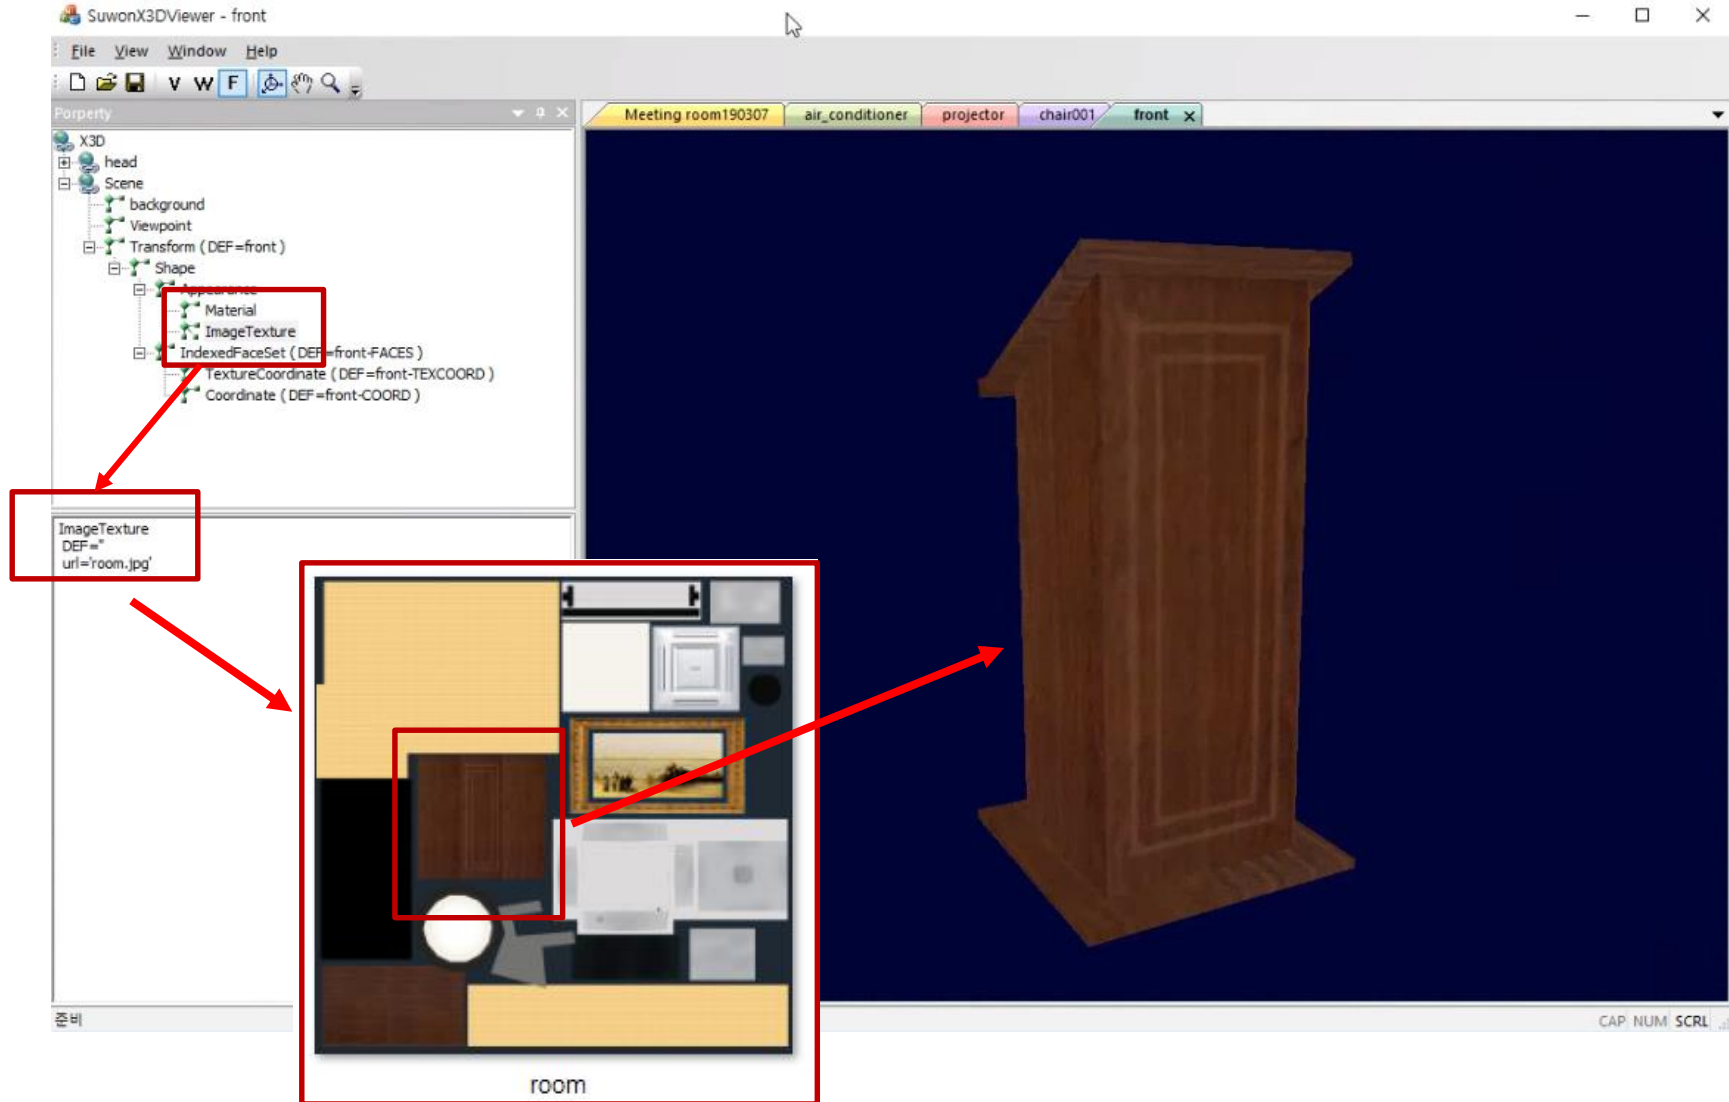 SuwonX3DViewer - front
File View Window Help
V W F
Porperty
Meeting room190307 air_conditioner projector chair001 front x
X3D
head
Scene
background
Viewpoint
Transform ( DEF=front )
Shape
Appearance
Material
ImageTexture
IndexedFaceSet ( DEF=front-FACES )
TextureCoordinate ( DEF=front-TEXCOORD )
Coordinate ( DEF=front-COORD )
ImageTexture
DEF=''
url='room.jpg'
room
준비
CAP NUM SCRL